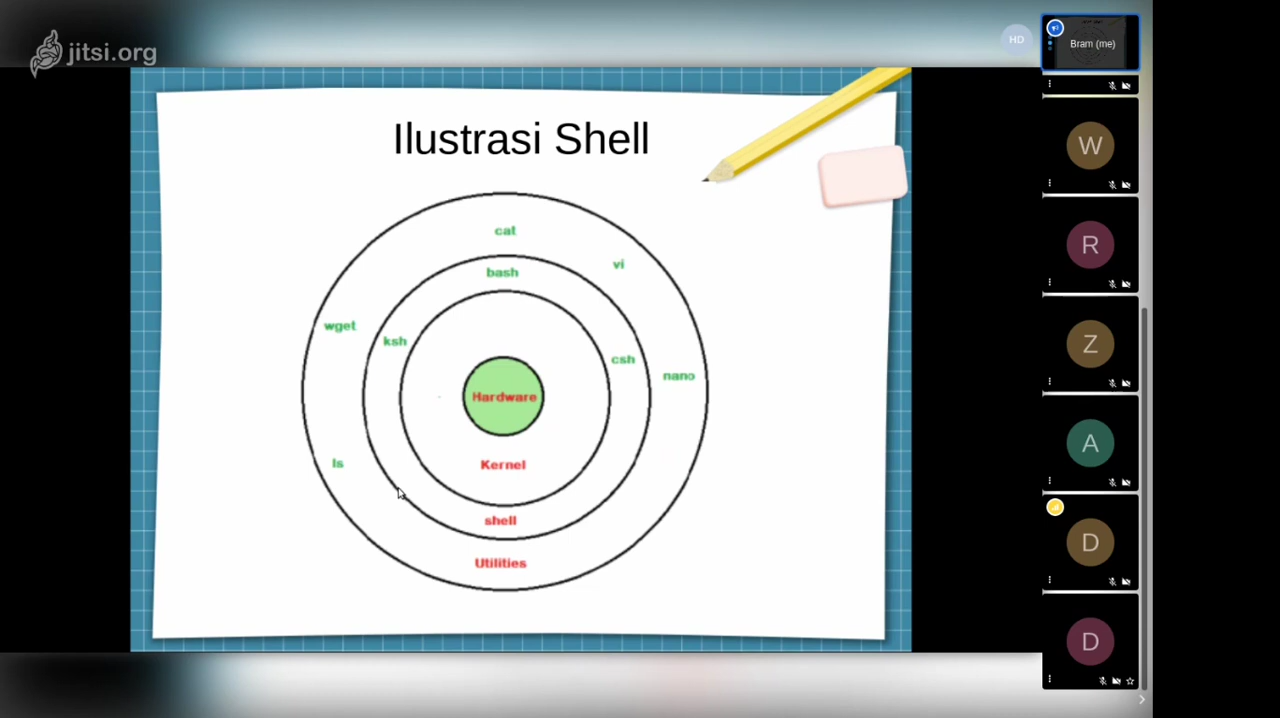 jitsi.org
HD
Bram (me)
Ilustrasi Shell
cat
vi
bash
wget
ksh
csh
nano
Hardware
ls
Kernel
shell
Utilities
W
R
Z
A
D
D